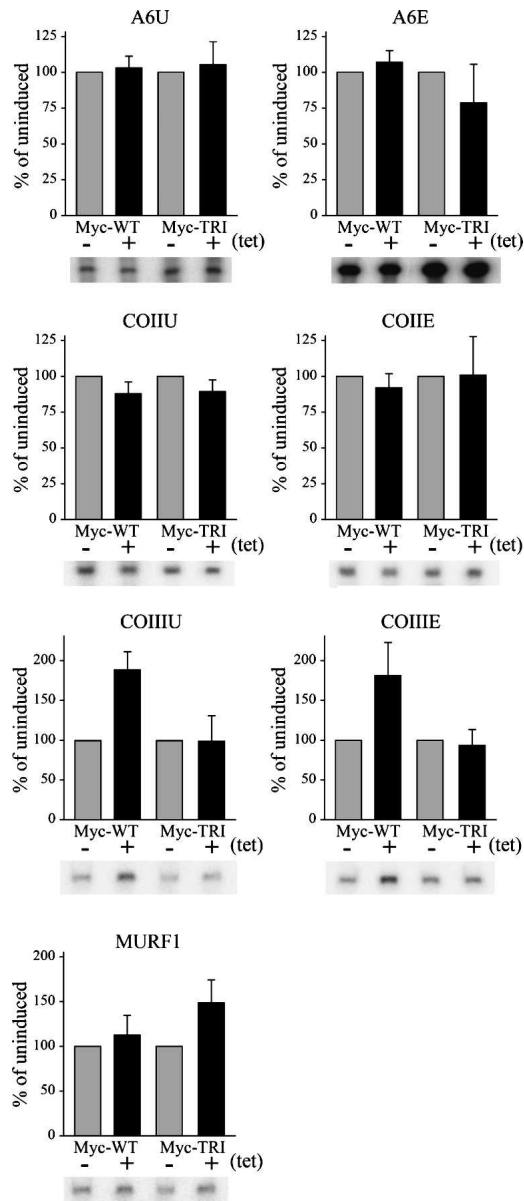 A6U
% of uninduced
125
100
75
50
25
0
Myc-WT Myc-TRI
- + - + (tet)
A6E
% of uninduced
125
100
75
50
25
0
Myc-WT Myc-TRI
- + - + (tet)
COIIU
% of uninduced
125
100
75
50
25
0
Myc-WT Myc-TRI
- + - + (tet)
COIIE
% of uninduced
125
100
75
50
25
0
Myc-WT Myc-TRI
- + - + (tet)
COIIIU
% of uninduced
200
150
100
50
0
Myc-WT Myc-TRI
- + - + (tet)
COIIIE
% of uninduced
200
150
100
50
0
Myc-WT Myc-TRI
- + - + (tet)
MURF1
% of uninduced
200
150
100
50
0
Myc-WT Myc-TRI
- + - + (tet)